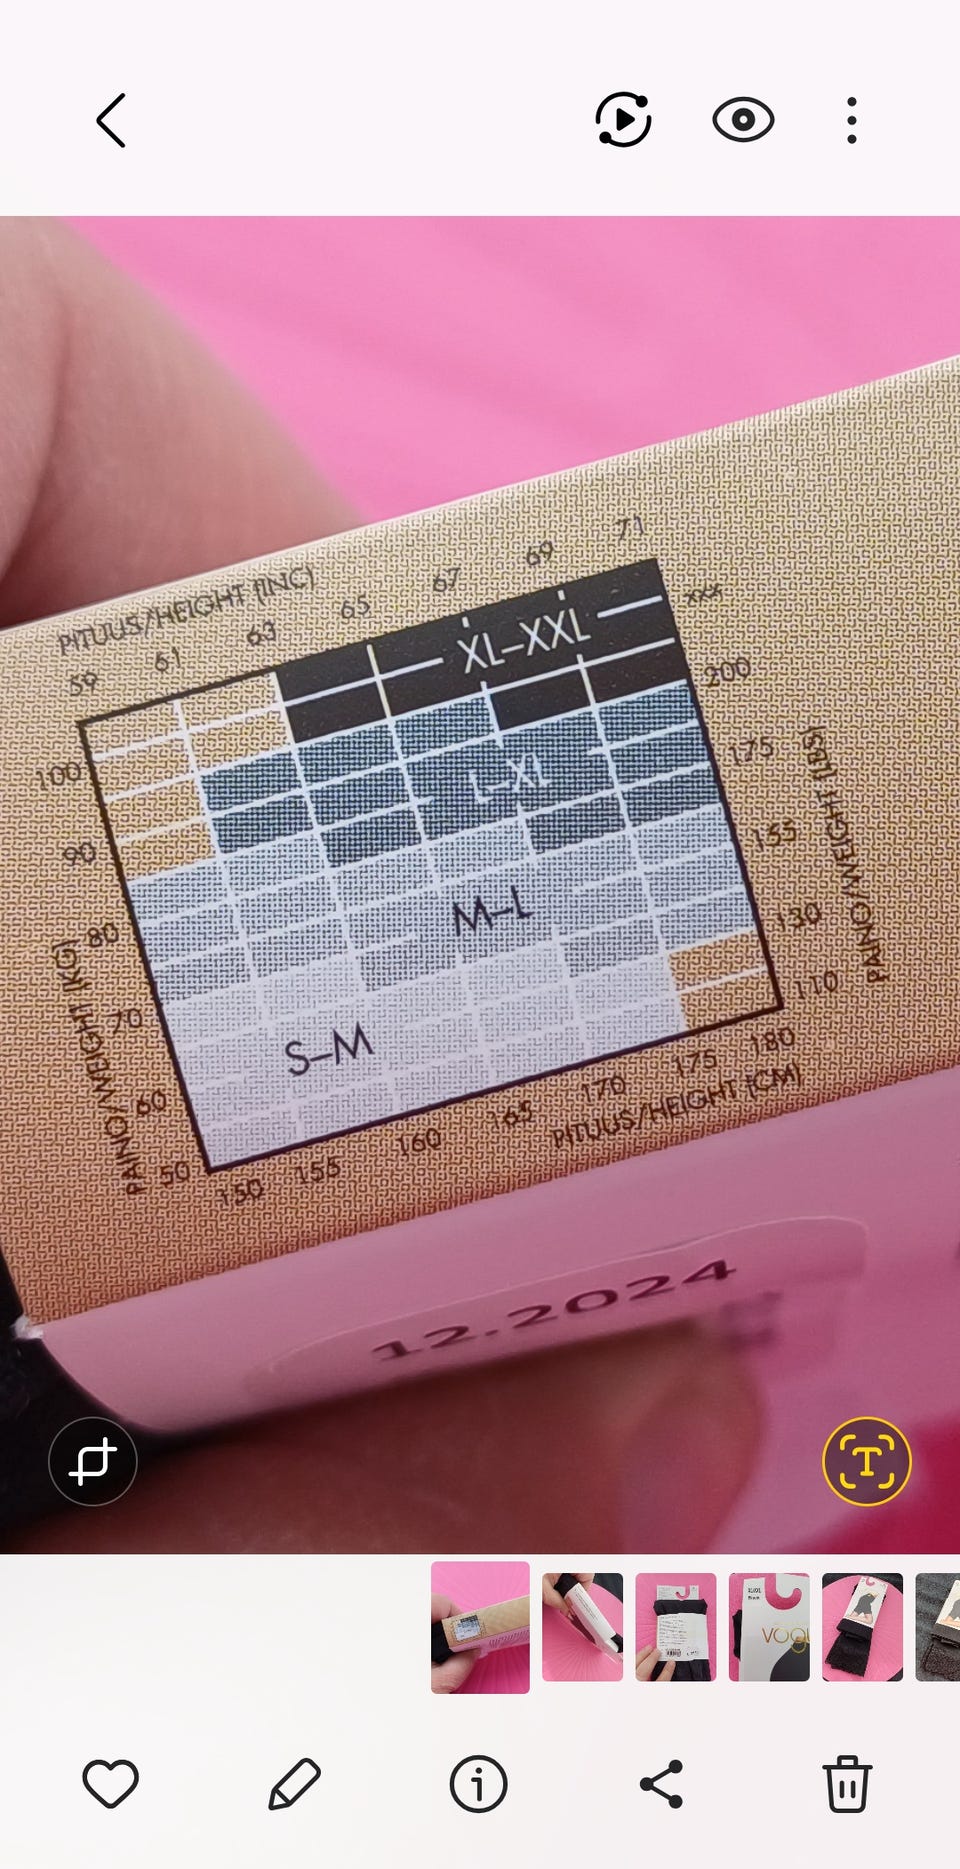 PITUUS/HEIGHT (INC)
59 61 63 65 67 69 71
XL–XXL
xxx
100
200
L–XL
175
90
155
M–L
80
130
70
110
S–M
60
50
PAINO/WEIGHT (KG)
PAINO/WEIGHT (LBS)
150 155 160 165 170 175 180
PITUUS/HEIGHT (CM)
12.2024
T